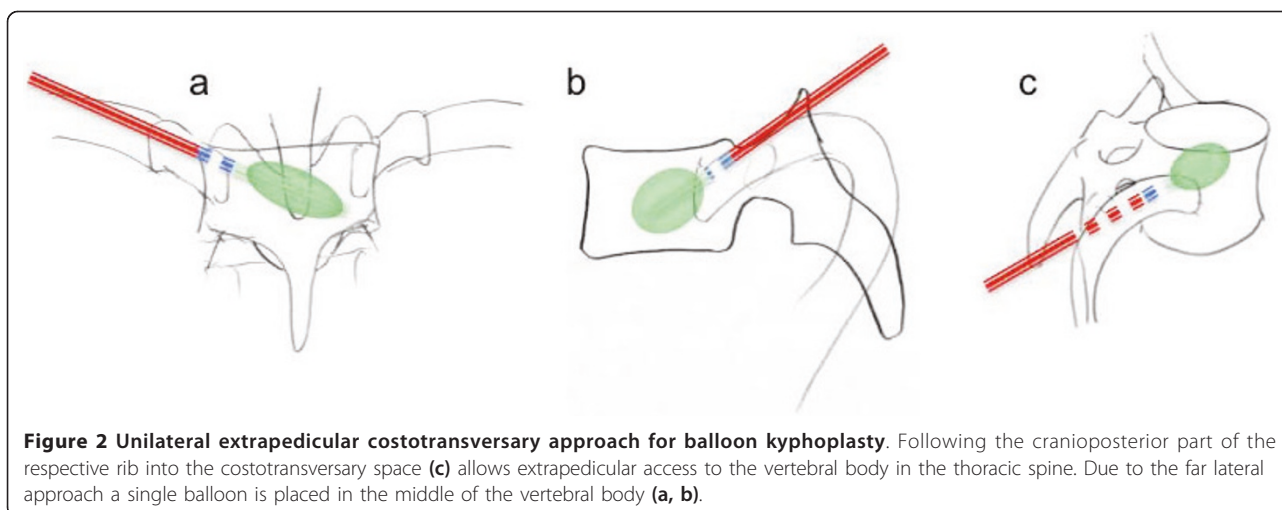 a
b
c
Figure 2 Unilateral extrapedicular costotransversary approach for balloon kyphoplasty. Following the cranioposterior part of the
respective rib into the costotransversary space (c) allows extrapedicular access to the vertebral body in the thoracic spine. Due to the far lateral
approach a single balloon is placed in the middle of the vertebral body (a, b).